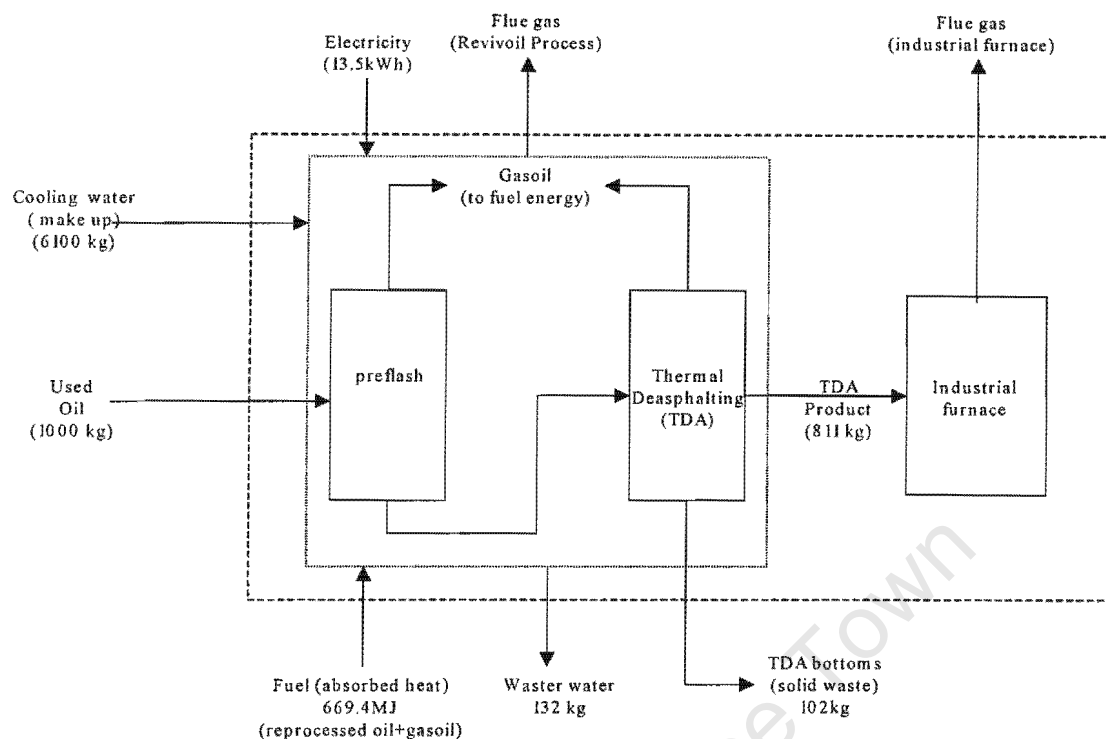 Flue gas
(Revivoil Process)
Flue gas
(industrial furnace)
Electricity
(13.5kWh)
Gasoil
(to fuel energy)
Cooling water
( make up)
(6100 kg)
preflash
Thermal
Deasphalting
(TDA)
TDA
Product
(811kg)
Industrial
furnace
Used
Oil
(1000 kg)
Fuel (absorbed heat)
669.4MJ
(reprocessed oil+gasoil)
Waster water
132 kg
TDA bottoms
(solid waste)
102kg
Town